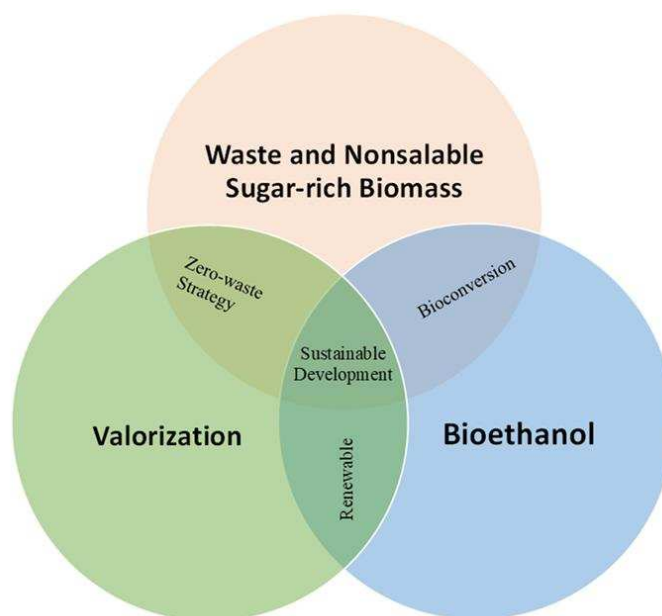 Waste and Nonsalable
Sugar-rich Biomass
Zero-waste
Strategy
Bioconversion
Sustainable
Development
Valorization
Bioethanol
Renewable